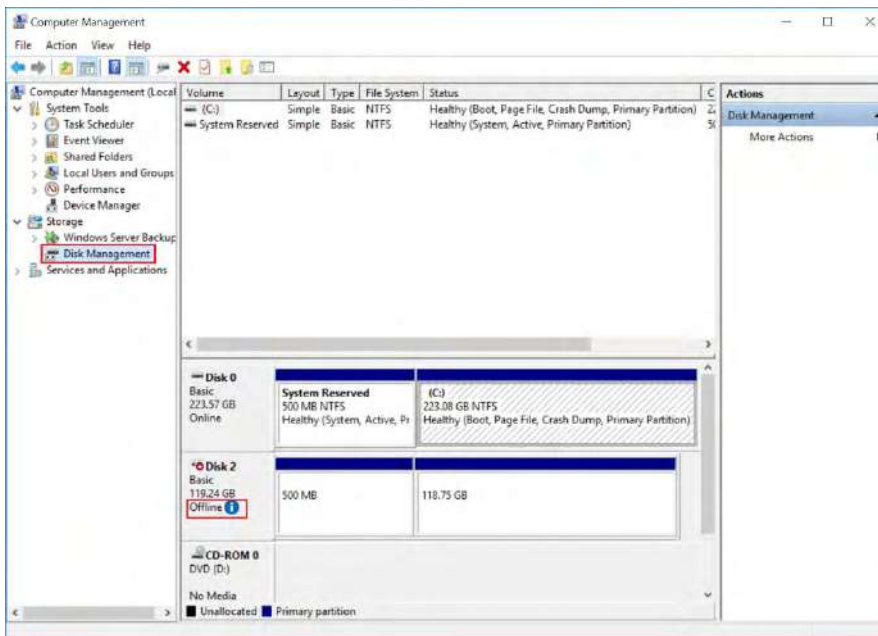 Computer Management
File Action View Help
Computer Management (Local
System Tools
Task Scheduler
Event Viewer
Shared Folders
Local Users and Groups
Performance
Device Manager
Storage
Windows Server Backup
Disk Management
Services and Applications
Volume Layout Type File System Status C
(C:) Simple Basic NTFS Healthy (Boot, Page File, Crash Dump, Primary Partition) 22
System Reserved Simple Basic NTFS Healthy (System, Active, Primary Partition) 50
Actions
Disk Management
More Actions
Disk 0
Basic
223.57 GB
Online
System Reserved
500 MB NTFS
Healthy (System, Active, Pr
(C:)
223.08 GB NTFS
Healthy (Boot, Page File, Crash Dump, Primary Partition)
Disk 2
Basic
119.24 GB
Offline
500 MB
118.75 GB
CD-ROM 0
DVD (D:)
No Media
Unallocated Primary partition